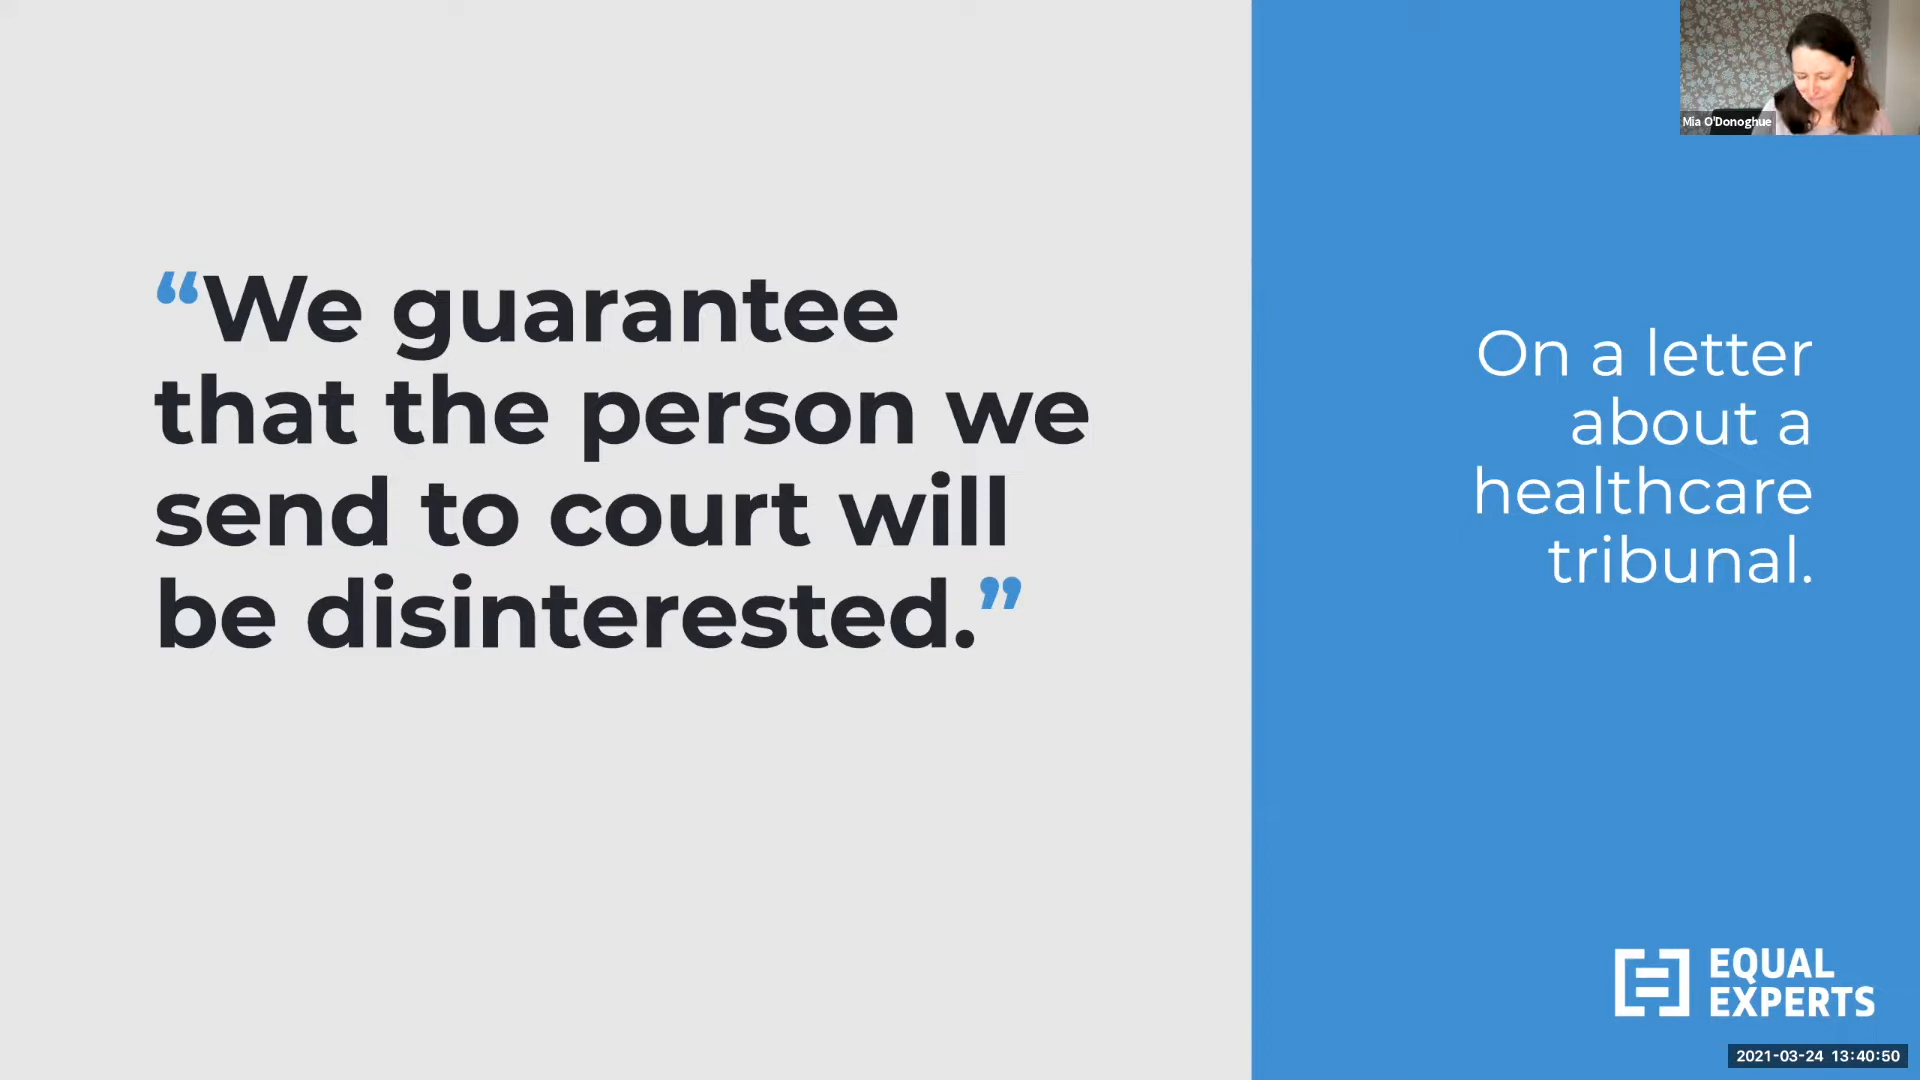 “We guarantee
that the person we
send to court will
be disinterested.”
On a letter
about a
healthcare
tribunal.
Mia O'Donoghue
EQUAL
EXPERTS
2021-03-24 13:40:50